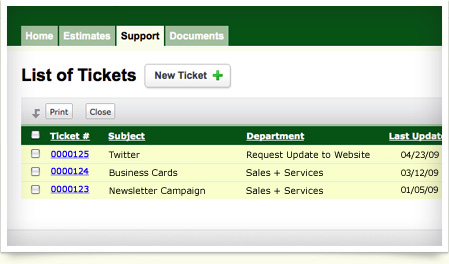 Home Estimates Support Documents
List of Tickets New Ticket
Print Close
Ticket # Subject Department Last Update
0000125 Twitter Request Update to Website 04/23/09
0000124 Business Cards Sales + Services 03/12/09
0000123 Newsletter Campaign Sales + Services 01/05/09